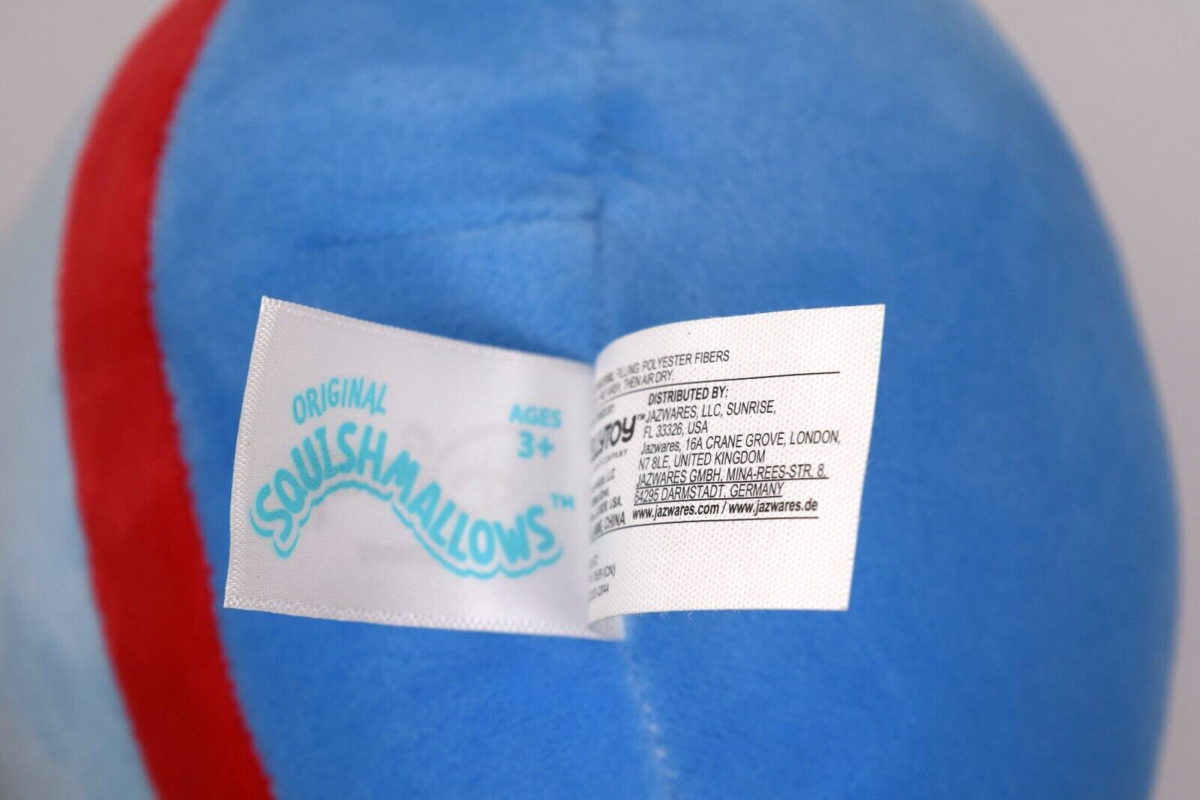 ORIGINAL
SQUISHMALLOWS™
AGES
3+
FILLING: POLYESTER FIBERS
THEN AIR DRY.
DISTRIBUTED BY:
JAZWARES, LLC, SUNRISE,
FL 33326, USA
Jazwares, 16A CRANE GROVE, LONDON,
N7 8LE, UNITED KINGDOM
JAZWARES GMBH, MINA-REES-STR. 8,
64295 DARMSTADT, GERMANY
www.jazwares.com / www.jazwares.de
CHINA